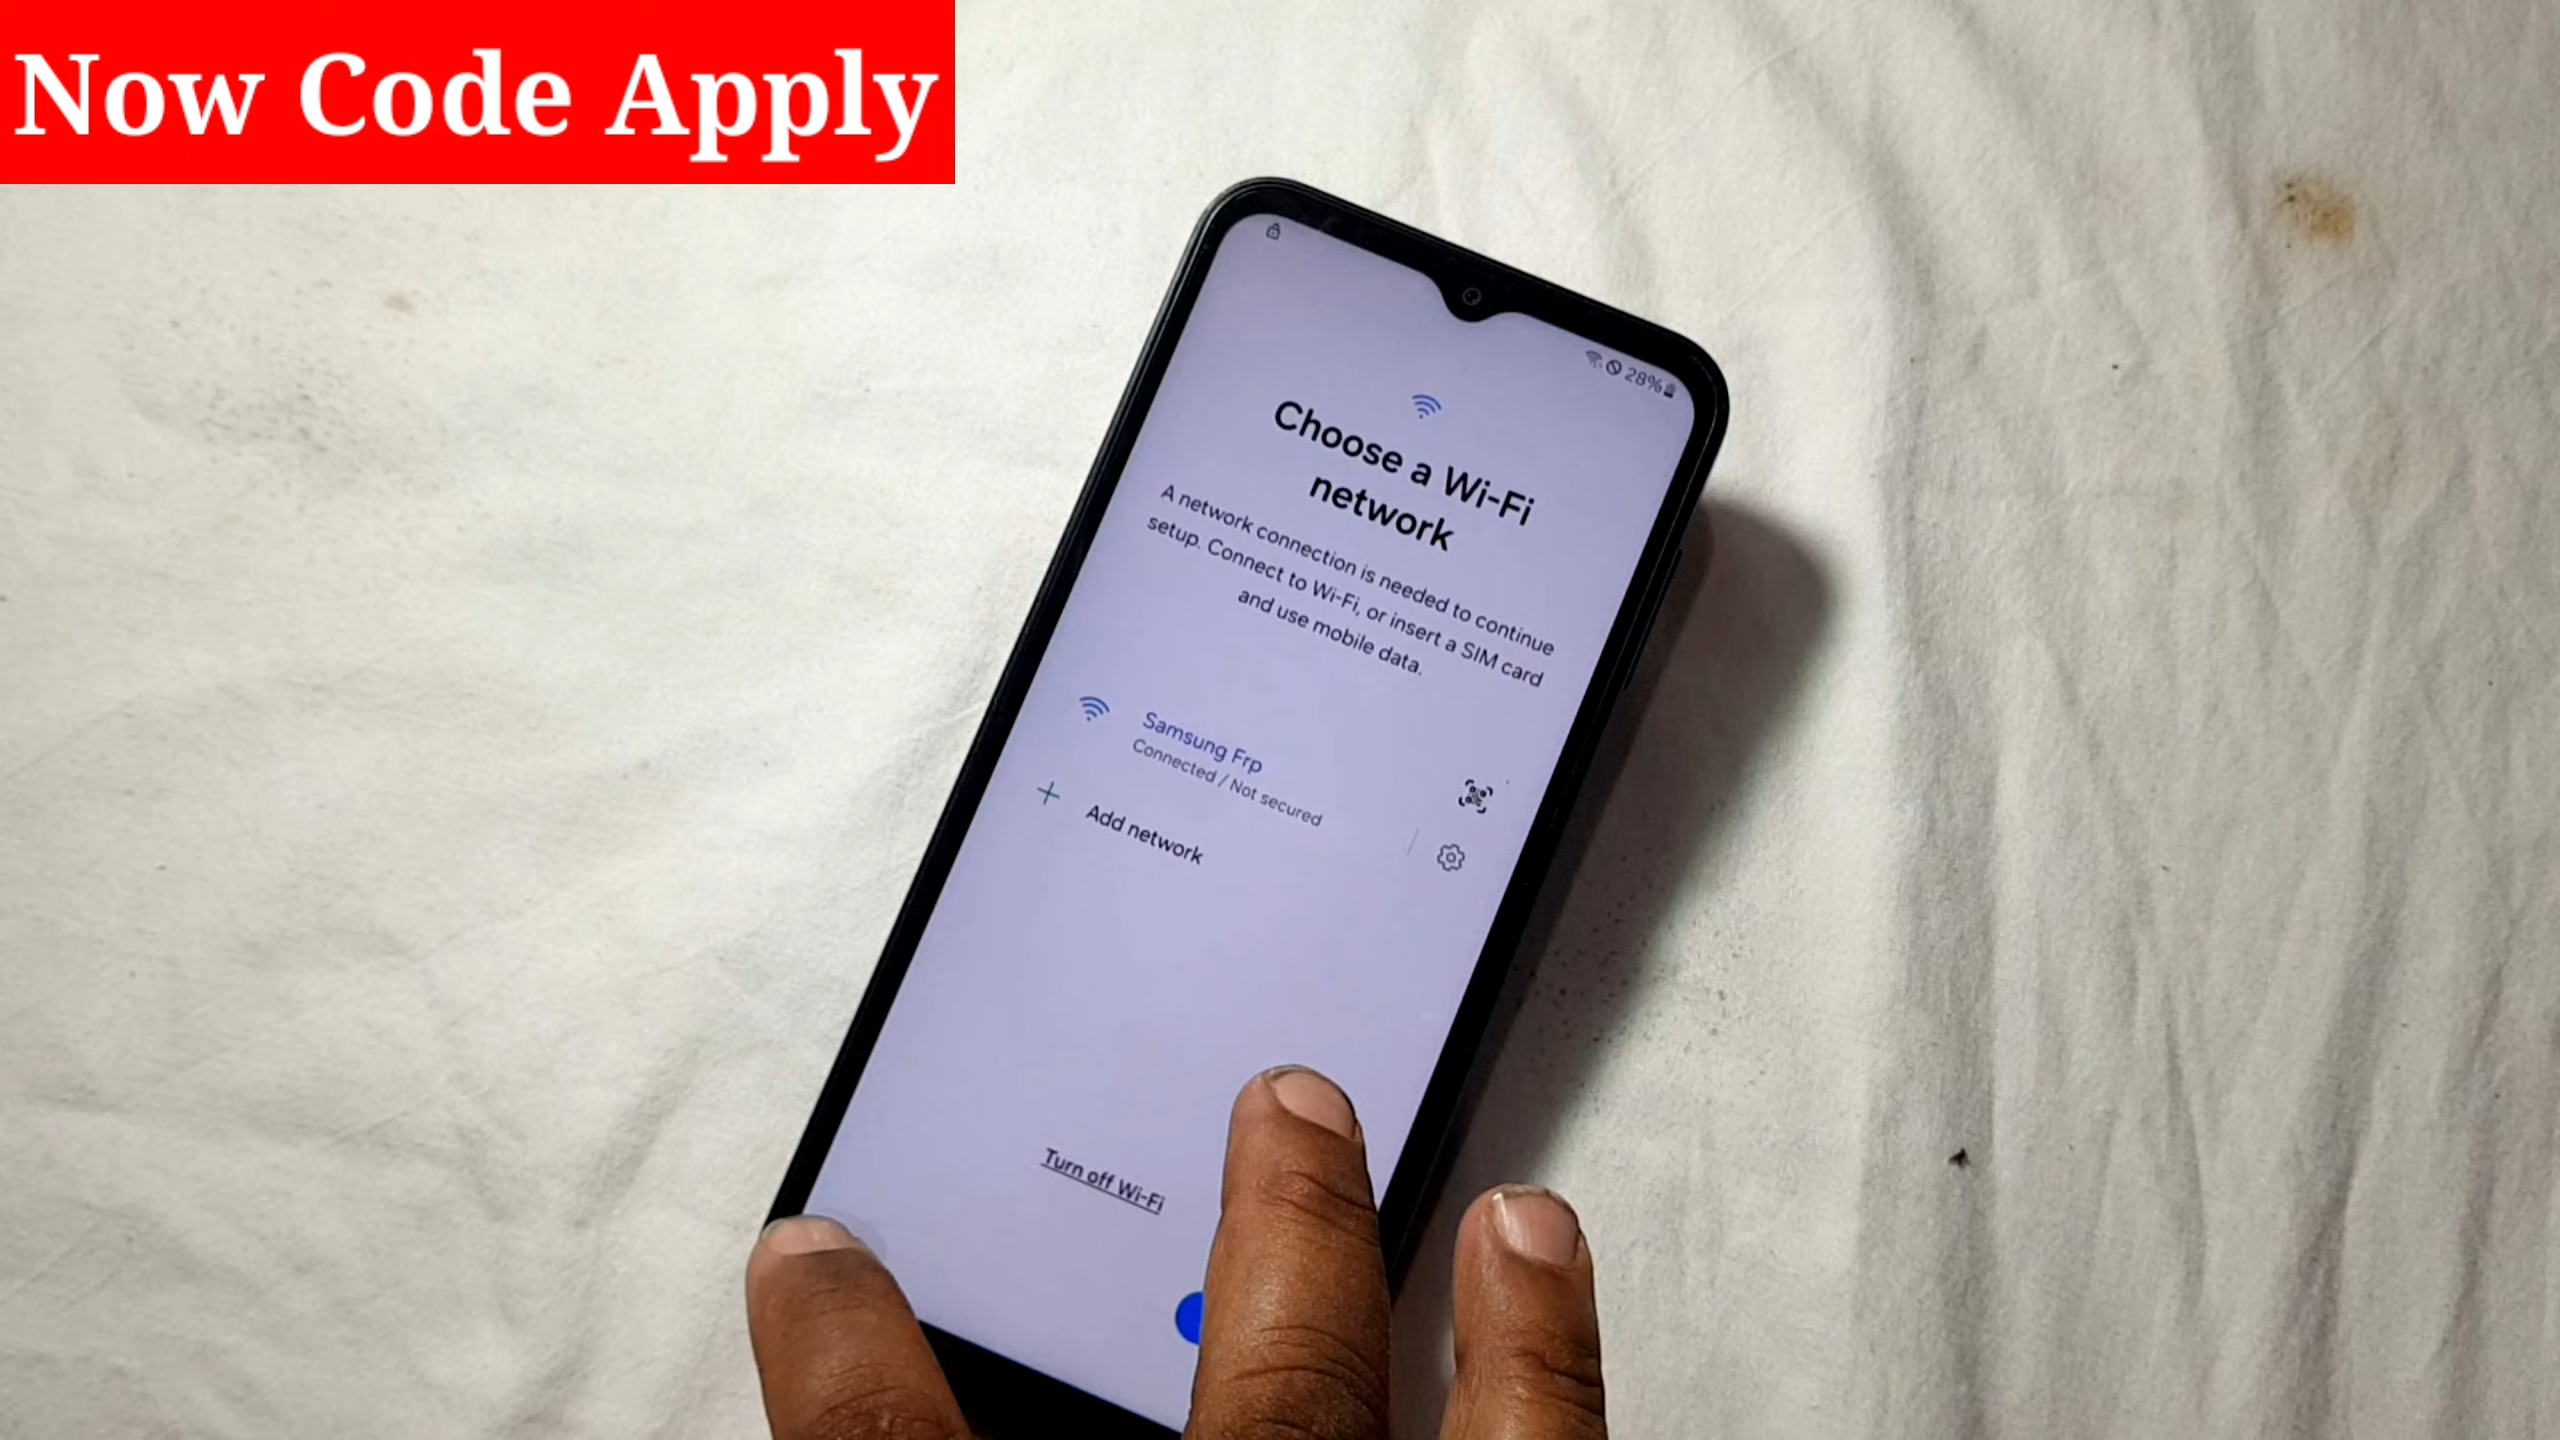 Now Code Apply
28%
Choose a Wi-Fi
network
A network connection is needed to continue
setup. Connect to Wi-Fi, or insert a SIM card
and use mobile data.
Samsung Frp
Connected / Not secured
Add network
Turn off Wi-Fi